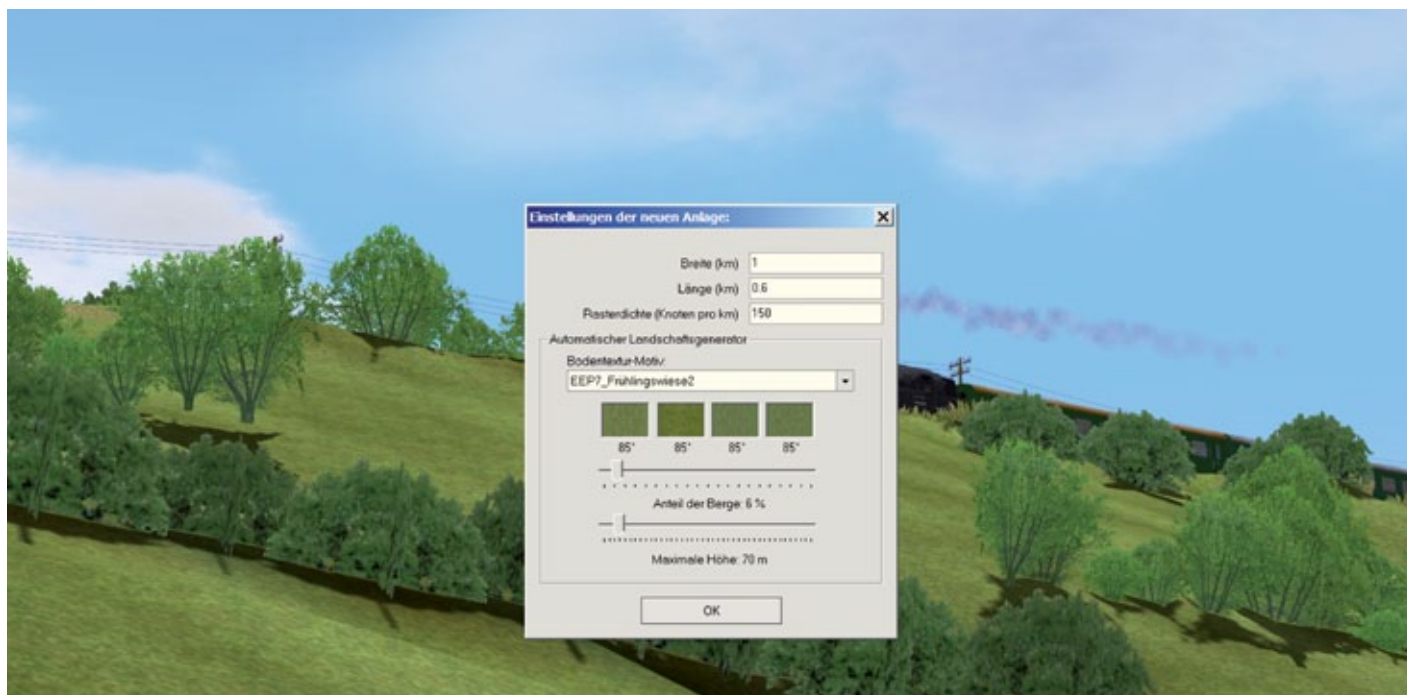 Einstellungen der neuen Anlage:
Breite (km) 1
Länge (km) 0.6
Rasterdichte (Knoten pro km) 150
Automatischer Landschaftsgenerator
Bodentextur-Motiv:
EEP7_Frühlingswiese2
85° 85° 85° 85°
Anteil der Berge: 6 %
Maximale Höhe: 70 m
OK